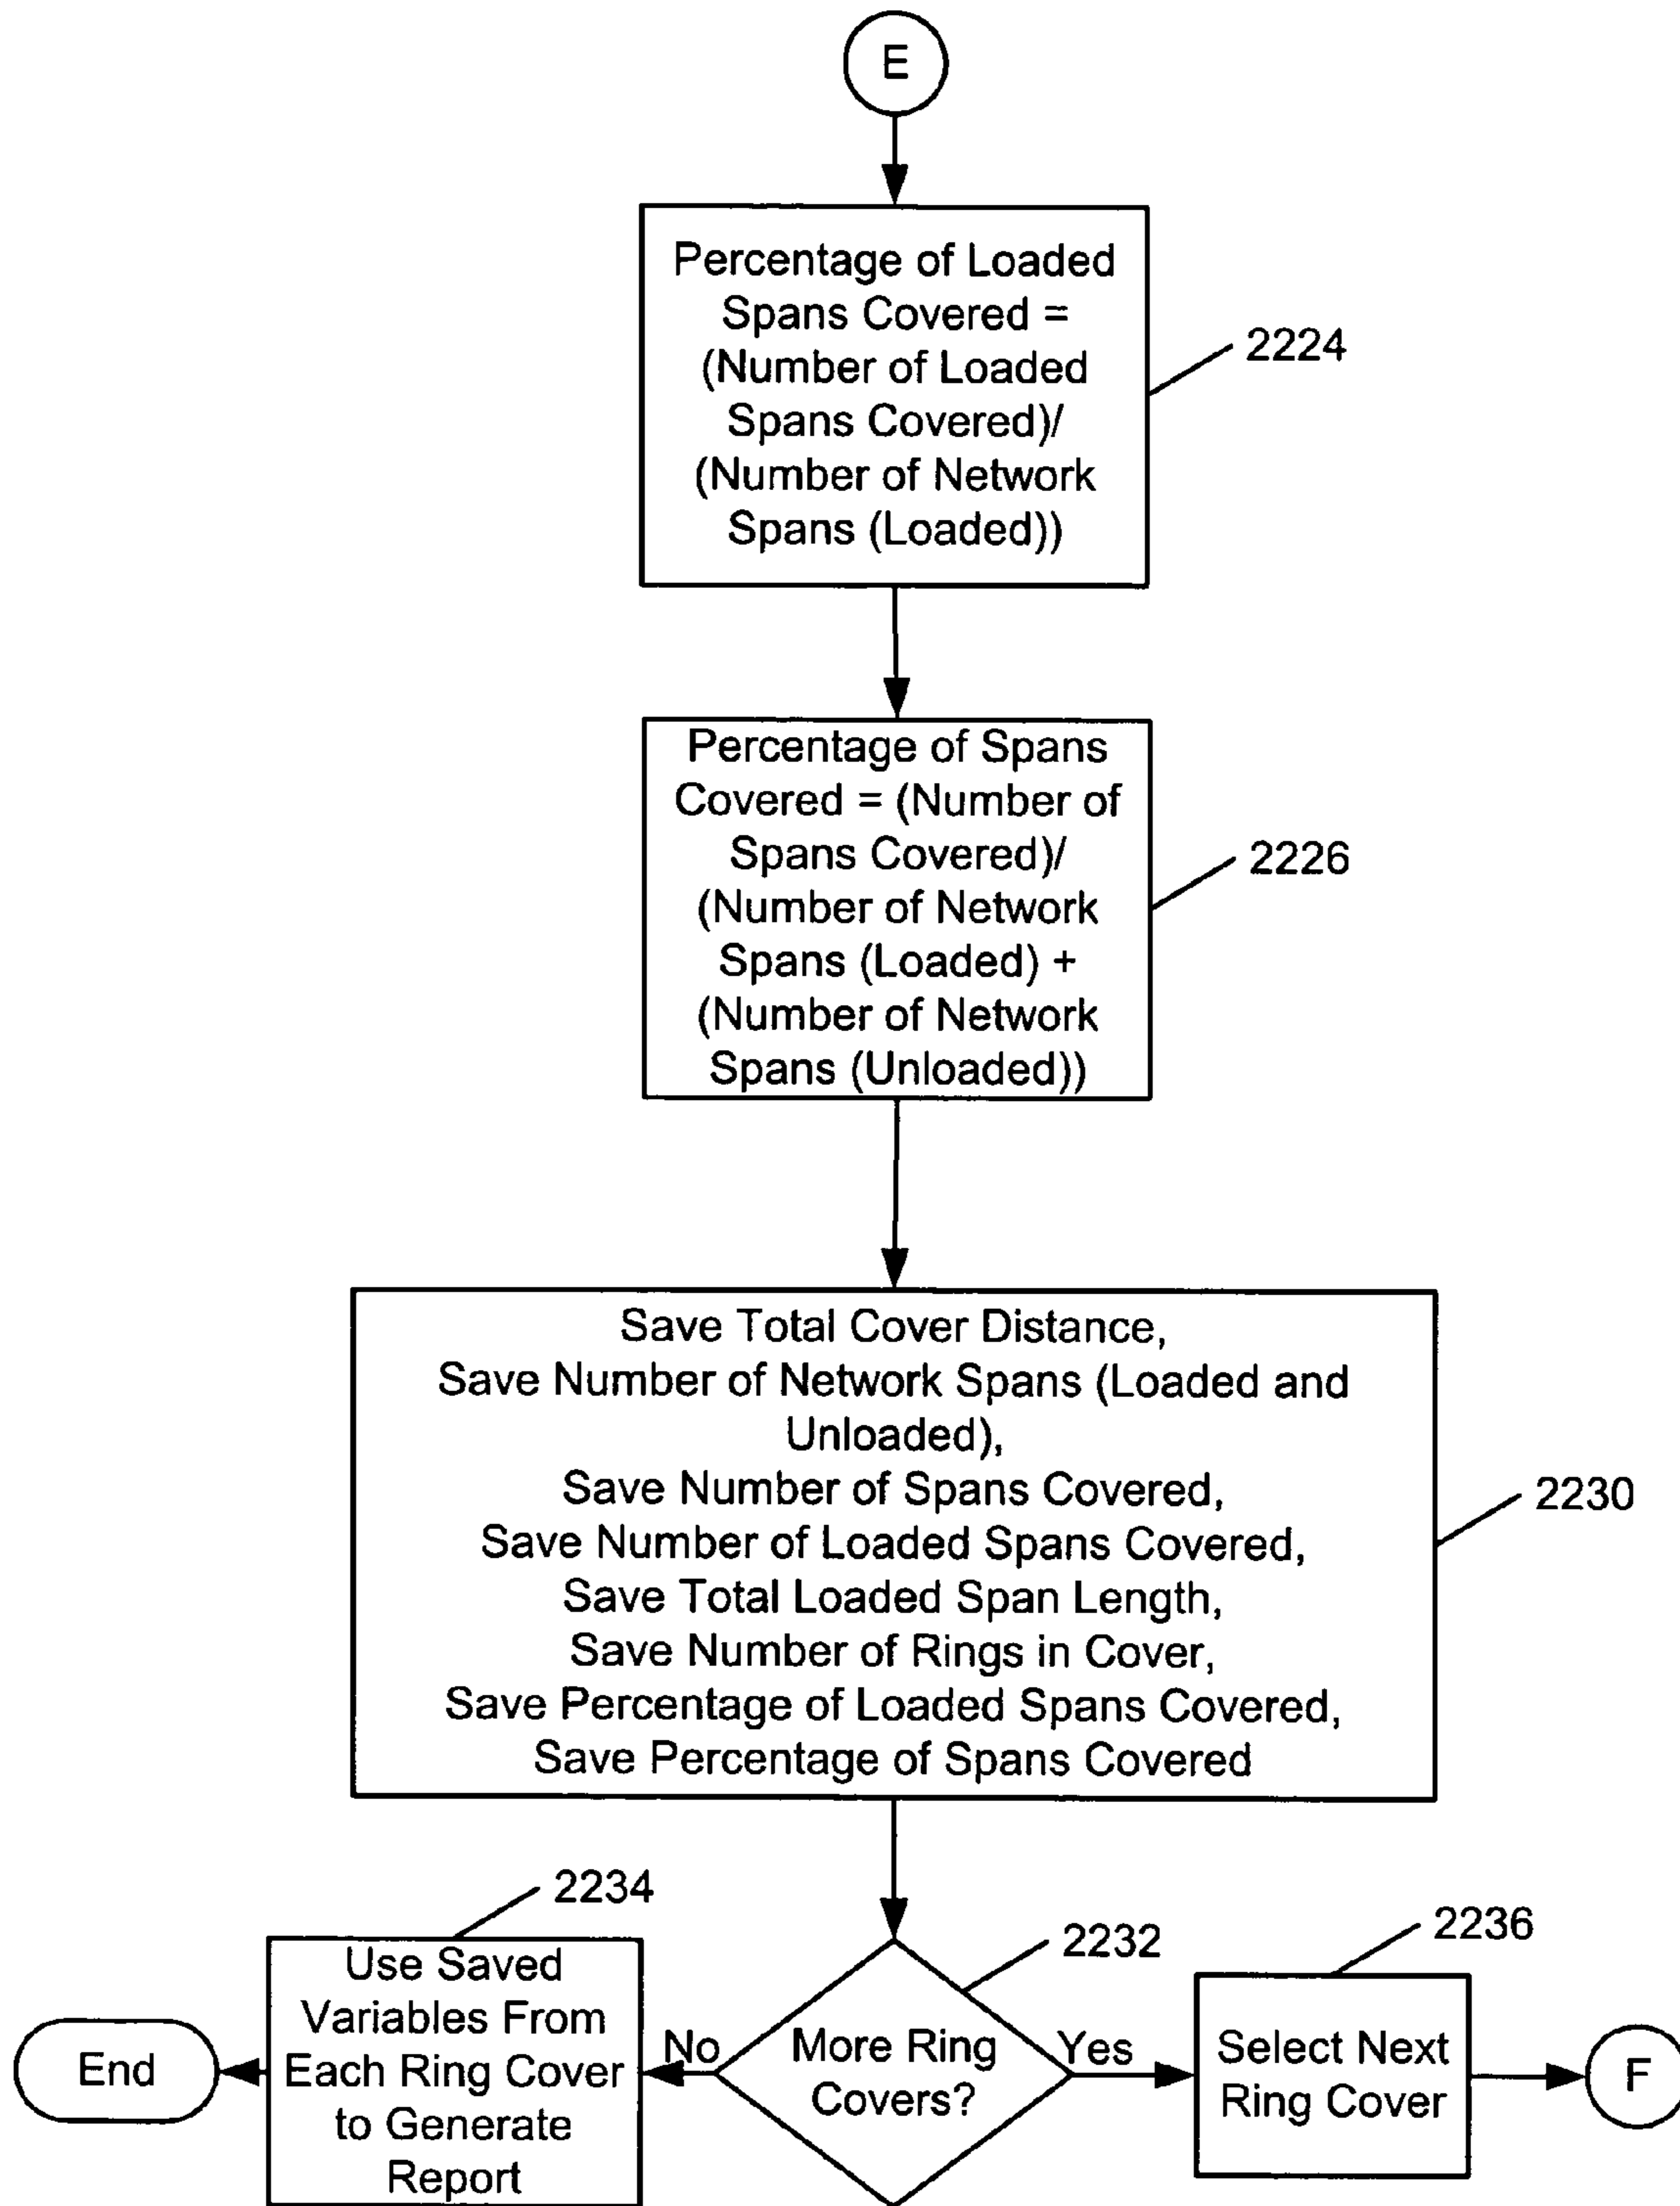 E
Percentage of Loaded
Spans Covered =
(Number of Loaded
Spans Covered)/
(Number of Network
Spans (Loaded))
2224
Percentage of Spans
Covered = (Number of
Spans Covered)/
(Number of Network
Spans (Loaded) +
(Number of Network
Spans (Unloaded))
2226
Save Total Cover Distance,
Save Number of Network Spans (Loaded and
Unloaded),
Save Number of Spans Covered,
Save Number of Loaded Spans Covered,
Save Total Loaded Span Length,
Save Number of Rings in Cover,
Save Percentage of Loaded Spans Covered,
Save Percentage of Spans Covered
2230
2234
2232
2236
End
Use Saved
Variables From
Each Ring Cover
to Generate
Report
No
More Ring
Covers?
Yes
Select Next
Ring Cover
F